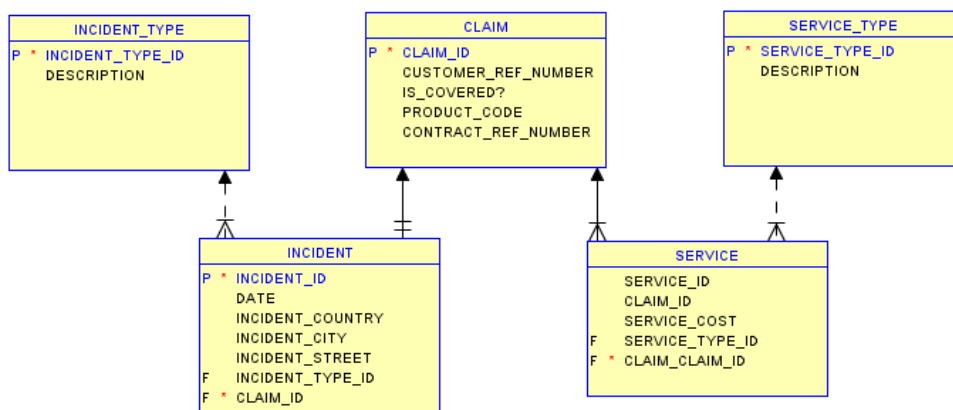 INCIDENT_TYPE
P * INCIDENT_TYPE_ID
DESCRIPTION
CLAIM
P * CLAIM_ID
CUSTOMER_REF_NUMBER
IS_COVERED?
PRODUCT_CODE
CONTRACT_REF_NUMBER
SERVICE_TYPE
P * SERVICE_TYPE_ID
DESCRIPTION
INCIDENT
P * INCIDENT_ID
DATE
INCIDENT_COUNTRY
INCIDENT_CITY
INCIDENT_STREET
F INCIDENT_TYPE_ID
F * CLAIM_ID
SERVICE
SERVICE_ID
CLAIM_ID
SERVICE_COST
F SERVICE_TYPE_ID
F * CLAIM_CLAIM_ID